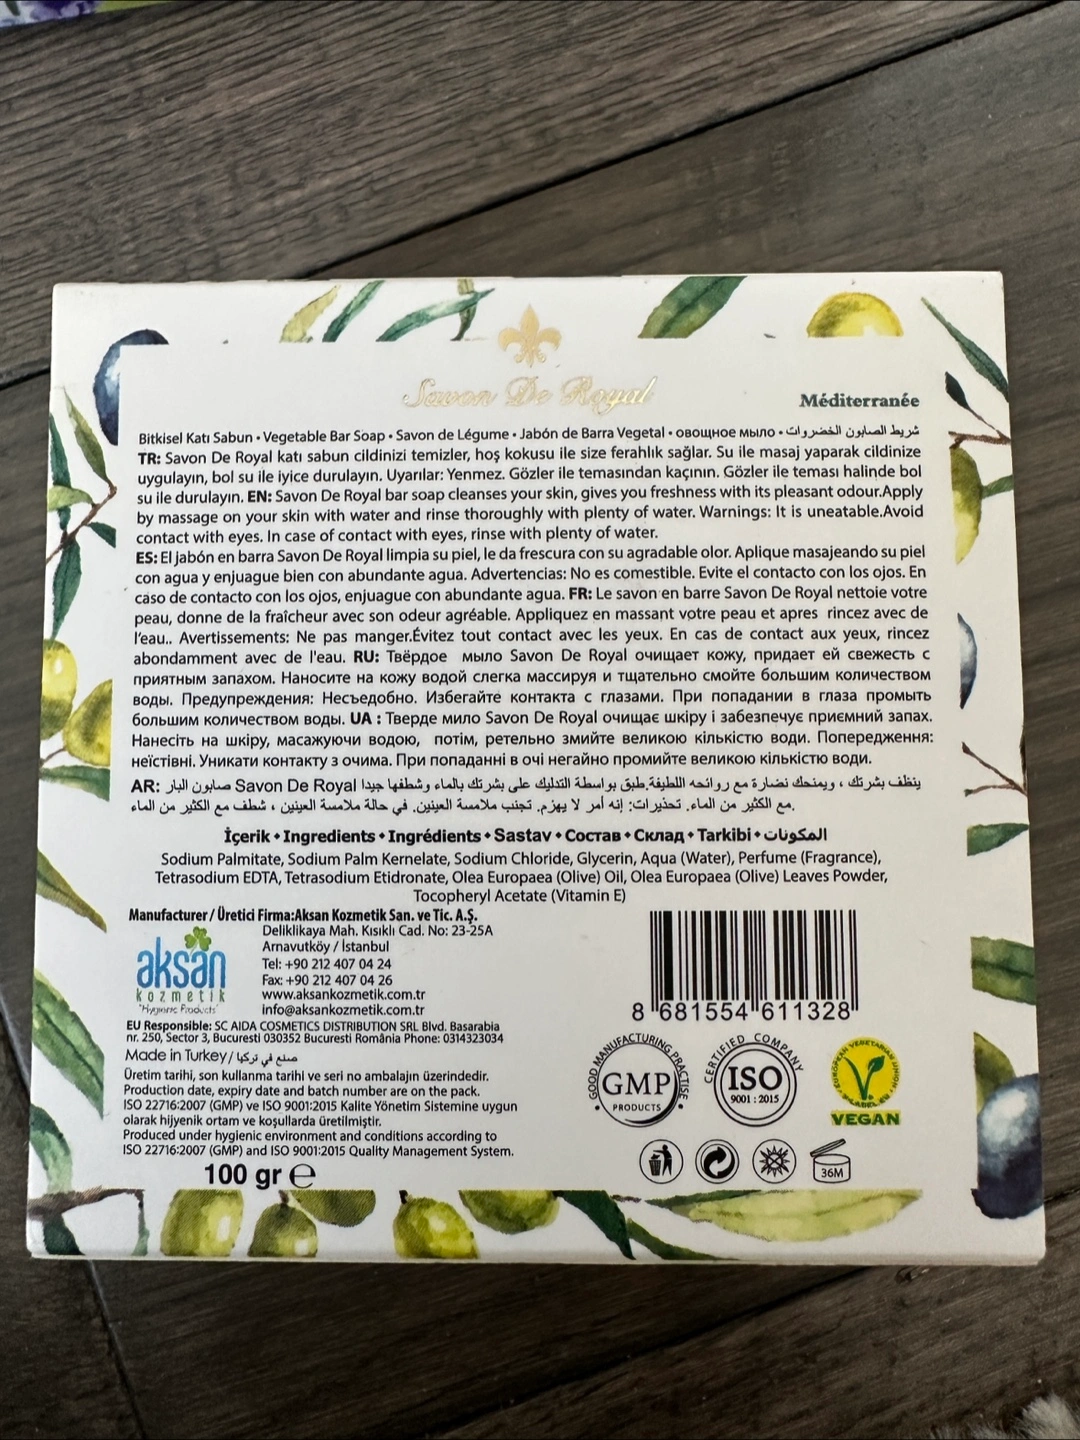 Savon De Royal
Méditerranée
Bitkisel Katı Sabun • Vegetable Bar Soap • Savon de Légume • Jabón de Barra Vegetal • овощное мыло • شريط الصابون الخضروات
TR: Savon De Royal katı sabun cildinizi temizler, hoş kokusu ile size ferahlık sağlar. Su ile masaj yaparak cildinize
uygulayın, bol su ile iyice durulayın. Uyarılar: Yenmez. Gözler ile temasından kaçının. Gözler ile teması halinde bol
su ile durulayın. EN: Savon De Royal bar soap cleanses your skin, gives you freshness with its pleasant odour.Apply
by massage on your skin with water and rinse thoroughly with plenty of water. Warnings: It is uneatable.Avoid
contact with eyes. In case of contact with eyes, rinse with plenty of water.
ES: El jabón en barra Savon De Royal limpia su piel, le da frescura con su agradable olor. Aplique masajeando su piel
con agua y enjuague bien con abundante agua. Advertencias: No es comestible. Evite el contacto con los ojos. En
caso de contacto con los ojos, enjuague con abundante agua. FR: Le savon en barre Savon De Royal nettoie votre
peau, donne de la fraîcheur avec son odeur agréable. Appliquez en massant votre peau et apres rincez avec de
l'eau.. Avertissements: Ne pas manger.Évitez tout contact avec les yeux. En cas de contact aux yeux, rincez
abondamment avec de l'eau. RU: Твёрдое мыло Savon De Royal очищает кожу, придает ей свежесть с
приятным запахом. Наносите на кожу водой слегка массируя и тщательно смойте большим количеством
воды. Предупреждения: Несъедобно. Избегайте контакта с глазами. При попадании в глаза промыть
большим количеством воды. UA : Тверде мило Savon De Royal очищає шкіру і забезпечує приємний запах.
Нанесіть на шкіру, масажуючи водою, потім, ретельно змийте великою кількістю води. Попередження:
неїстівні. Уникати контакту з очима. При попаданні в очі негайно промийте великою кількістю води.
AR: صابون البار Savon De Royal ينظف بشرتك ، ويمنحك نضارة مع روائحه اللطيفة.طبق بواسطة التدليك على بشرتك بالماء وشطفها جيدا
مع الكثير من الماء. تحذيرات: إنه أمر لا يهزم. تجنب ملامسة العينين. في حالة ملامسة العينين ، شطف مع الكثير من الماء.
İçerik • Ingredients • Ingrédients • Sastav • Состав • Склад • Tarkibi • المكونات
Sodium Palmitate, Sodium Palm Kernelate, Sodium Chloride, Glycerin, Aqua (Water), Perfume (Fragrance),
Tetrasodium EDTA, Tetrasodium Etidronate, Olea Europaea (Olive) Oil, Olea Europaea (Olive) Leaves Powder,
Tocopheryl Acetate (Vitamin E)
Manufacturer / Üretici Firma:Aksan Kozmetik San. ve Tic. A.Ş.
Deliklikaya Mah. Kısıklı Cad. No: 23-25A
Arnavutköy / İstanbul
Tel: +90 212 407 04 24
Fax: +90 212 407 04 26
www.aksankozmetik.com.tr
info@aksankozmetik.com.tr
aksan
kozmetik
"Hygienic Products"
EU Responsible: SC AIDA COSMETICS DISTRIBUTION SRL Blvd. Basarabia
nr. 250, Sector 3, Bucuresti 030352 Bucuresti România Phone: 0314323034
Made in Turkey / صنع في تركيا
Üretim tarihi, son kullanma tarihi ve seri no ambalajın üzerindedir.
Production date, expiry date and batch number are on the pack.
ISO 22716:2007 (GMP) ve ISO 9001:2015 Kalite Yönetim Sistemine uygun
olarak hijyenik ortam ve koşullarda üretilmiştir.
Produced under hygienic environment and conditions according to
ISO 22716:2007 (GMP) and ISO 9001:2015 Quality Management System.
100 gr ℮
8 681554 611328
GOOD MANUFACTURING PRACTISE
GMP
PRODUCTS
CERTIFIED COMPANY
ISO
9001 : 2015
EUROPEAN VEGETARIAN UNION
V-LABEL.EU
VEGAN
36M